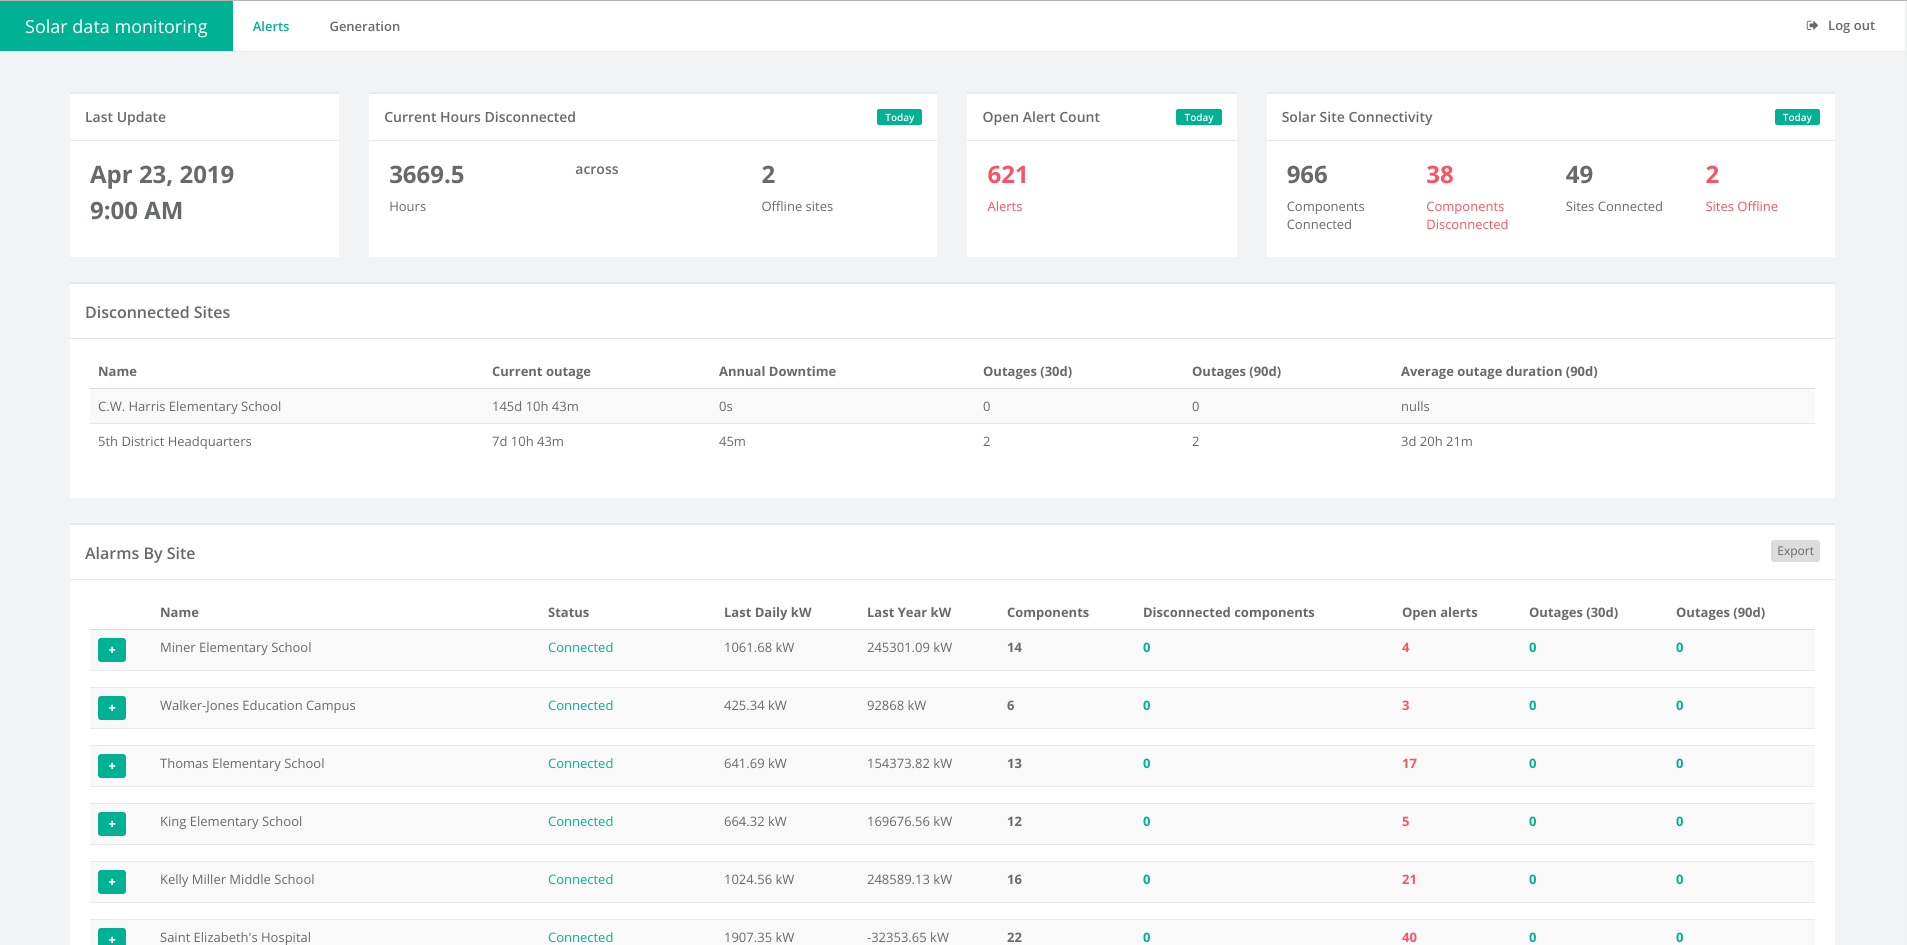 Solar data monitoring Alerts Generation Log out
Last Update
Apr 23, 2019
9:00 AM
Current Hours Disconnected Today
3669.5 across 2
Hours Offline sites
Open Alert Count Today
621
Alerts
Solar Site Connectivity Today
966 38 49 2
Components Components Sites Connected Sites Offline
Connected Disconnected
Disconnected Sites
Name Current outage Annual Downtime Outages (30d) Outages (90d) Average outage duration (90d)
C.W. Harris Elementary School 145d 10h 43m 0s 0 0 nulls
5th District Headquarters 7d 10h 43m 45m 2 2 3d 20h 21m
Alarms By Site Export
Name Status Last Daily kW Last Year kW Components Disconnected components Open alerts Outages (30d) Outages (90d)
+ Miner Elementary School Connected 1061.68 kW 245301.09 kW 14 0 4 0 0
+ Walker-Jones Education Campus Connected 425.34 kW 92868 kW 6 0 3 0 0
+ Thomas Elementary School Connected 641.69 kW 154373.82 kW 13 0 17 0 0
+ King Elementary School Connected 664.32 kW 169676.56 kW 12 0 5 0 0
+ Kelly Miller Middle School Connected 1024.56 kW 248589.13 kW 16 0 21 0 0
+ Saint Elizabeth's Hospital Connected 1907.35 kW -32353.65 kW 22 0 40 0 0